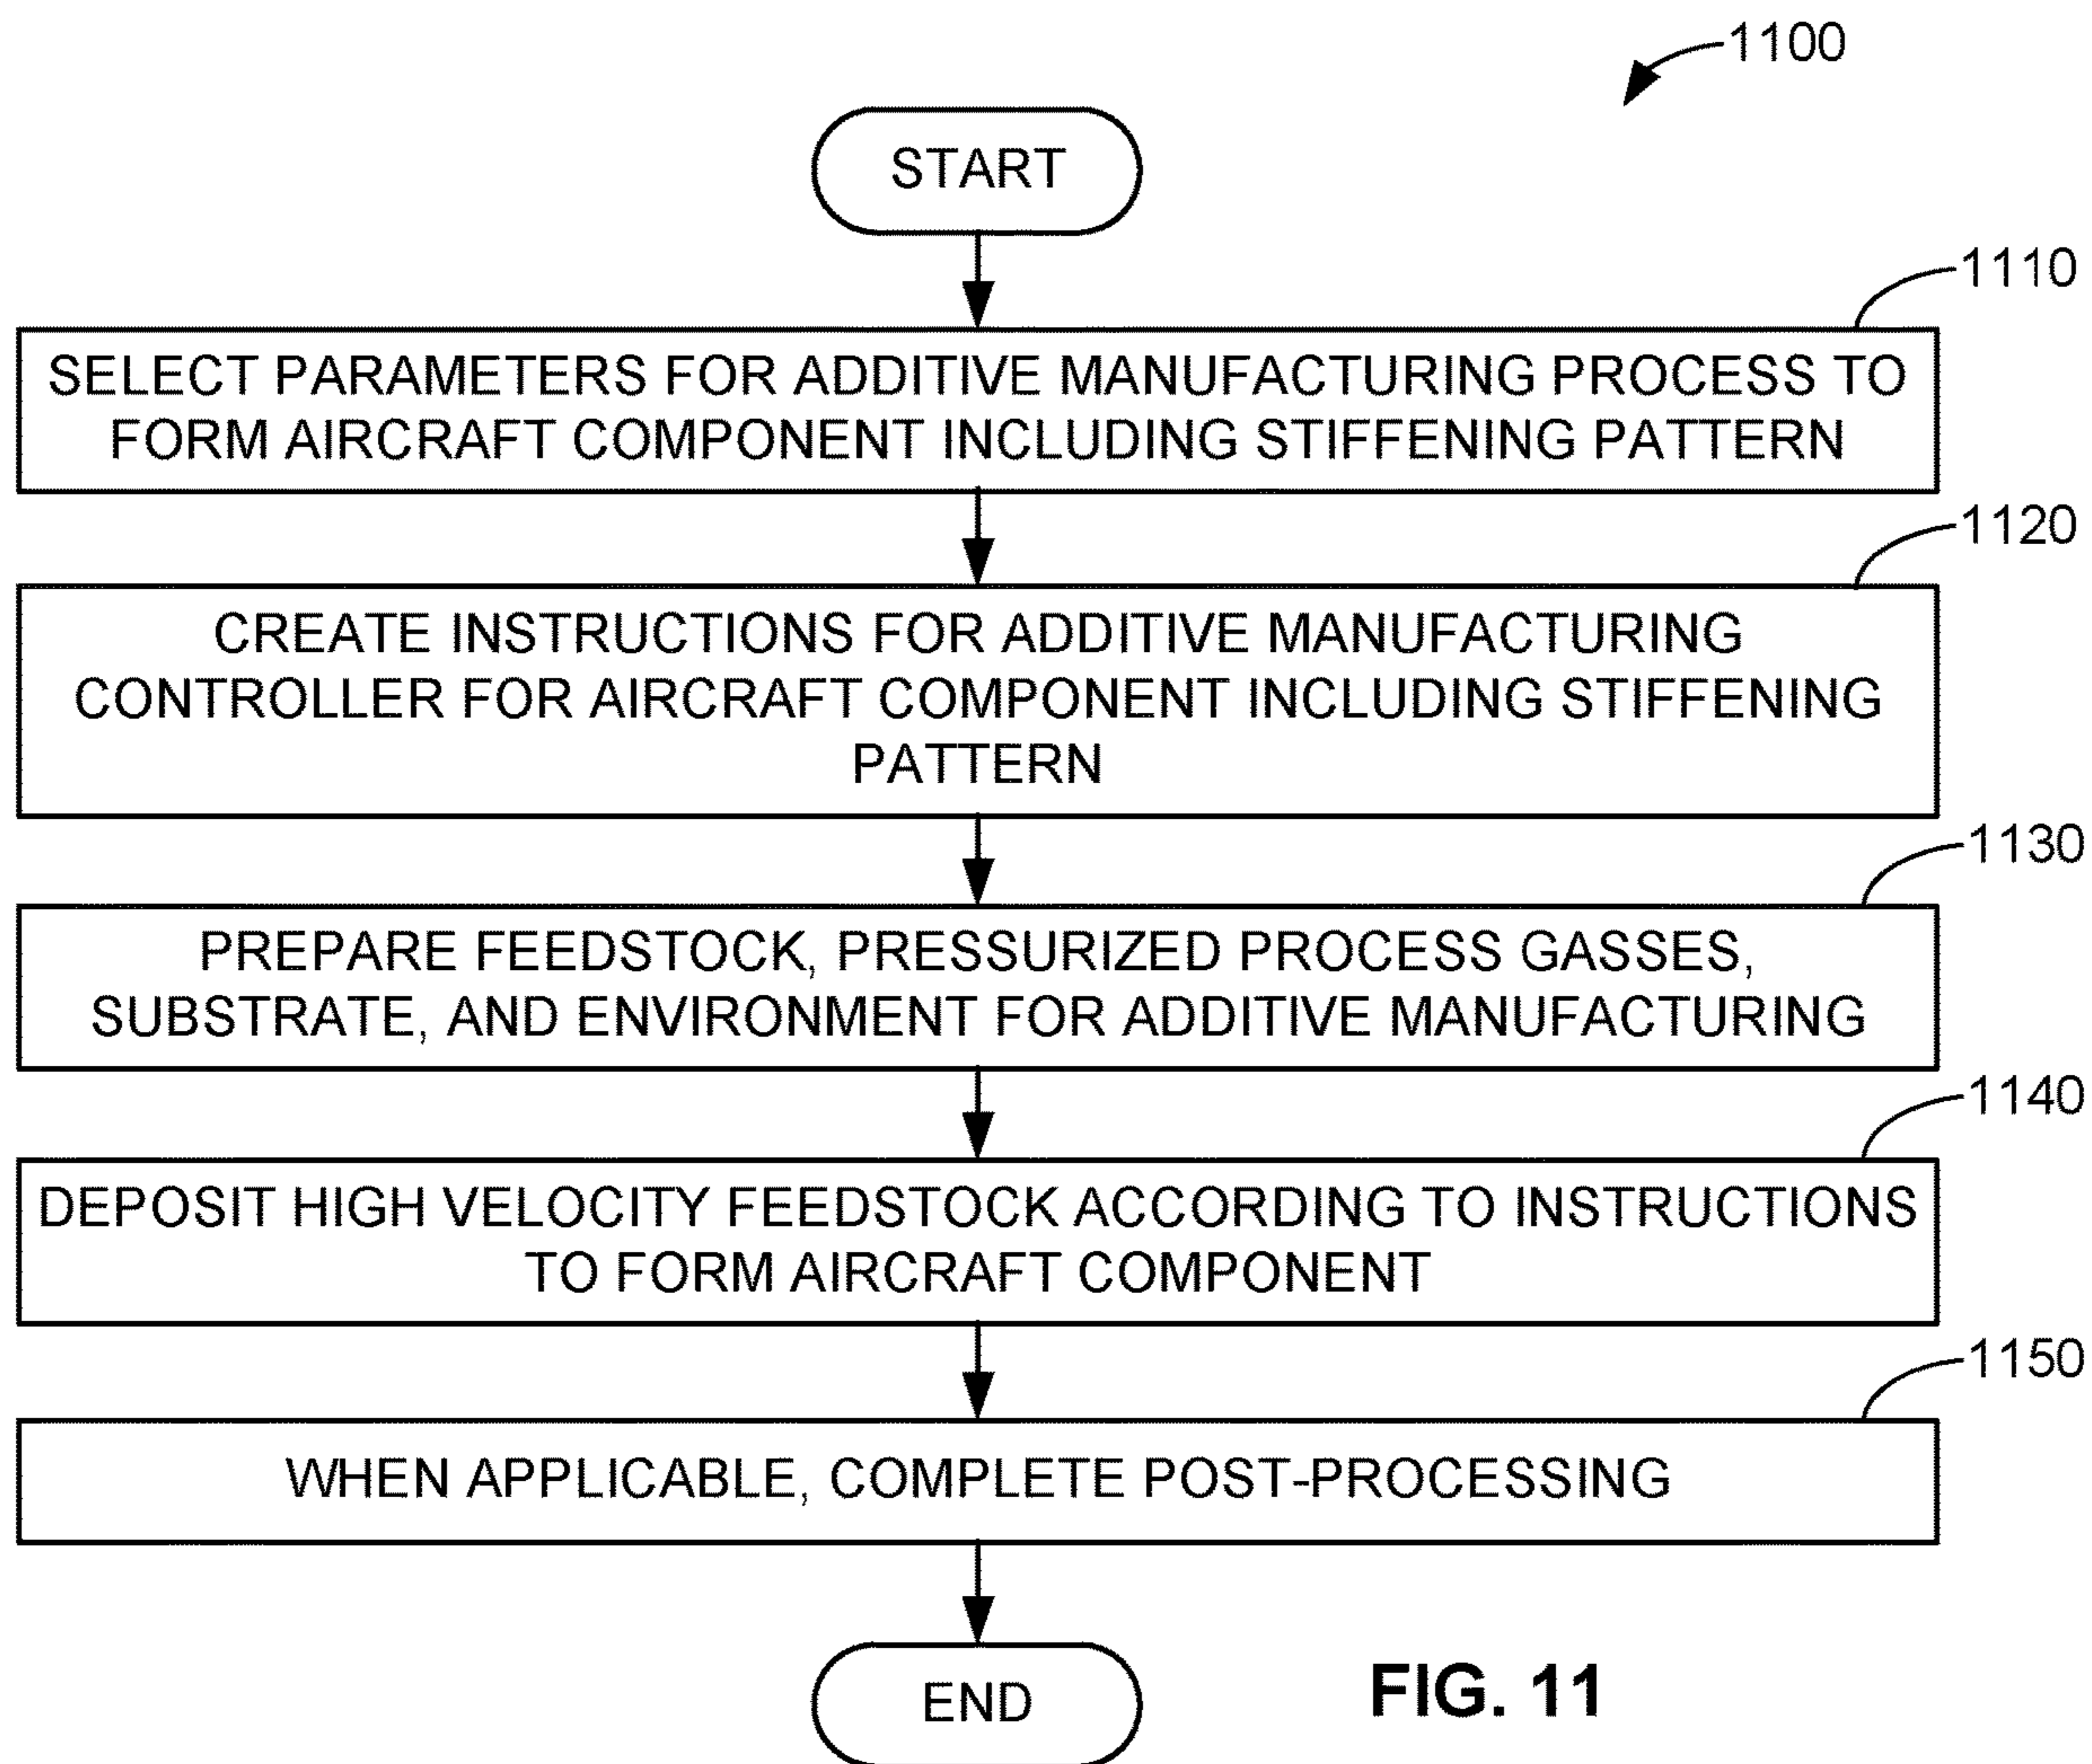 1100
START
1110
SELECT PARAMETERS FOR ADDITIVE MANUFACTURING PROCESS TO
FORM AIRCRAFT COMPONENT INCLUDING STIFFENING PATTERN
1120
CREATE INSTRUCTIONS FOR ADDITIVE MANUFACTURING
CONTROLLER FOR AIRCRAFT COMPONENT INCLUDING STIFFENING
PATTERN
1130
PREPARE FEEDSTOCK, PRESSURIZED PROCESS GASSES,
SUBSTRATE, AND ENVIRONMENT FOR ADDITIVE MANUFACTURING
1140
DEPOSIT HIGH VELOCITY FEEDSTOCK ACCORDING TO INSTRUCTIONS
TO FORM AIRCRAFT COMPONENT
1150
WHEN APPLICABLE, COMPLETE POST-PROCESSING
END
FIG. 11